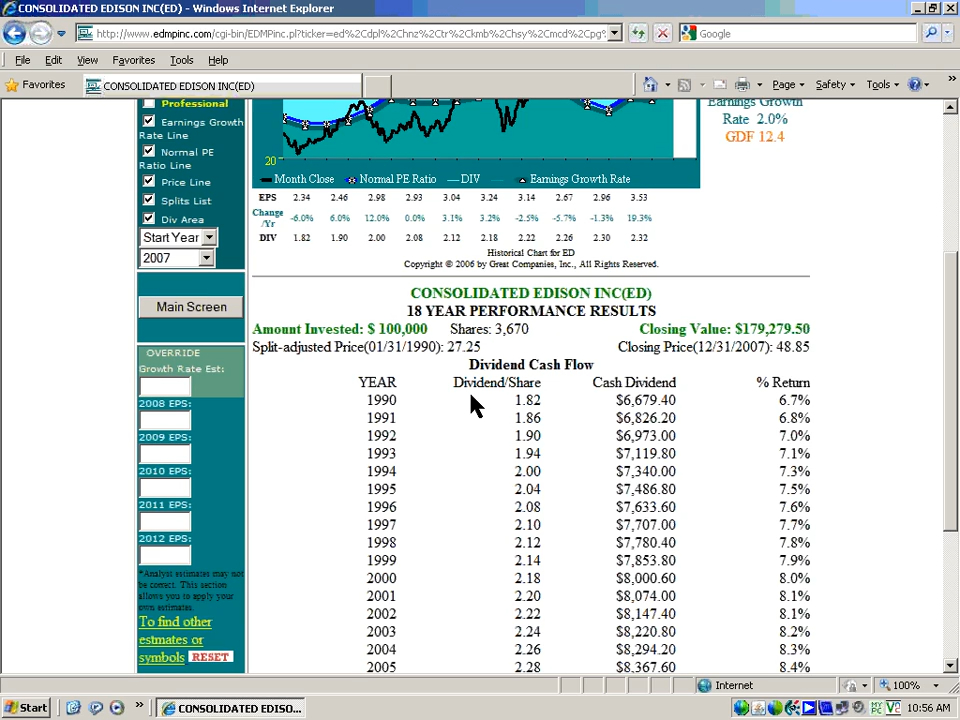 CONSOLIDATED EDISON INC(ED) - Windows Internet Explorer
http://www.edmpinc.com/cgi-bin/EDMPinc.pl?ticker=ed%2Cdpl%2Chnz%2Ctr%2Ckmb%2Chsy%2Cmcd%2Cpg%
Google
File Edit View Favorites Tools Help
Favorites CONSOLIDATED EDISON INC(ED) Page Safety Tools
Professional
Earnings Growth
Rate Line
Normal PE
Ratio Line
Price Line
Splits List
Div Area
Start Year
2007
Main Screen
OVERRIDE
Growth Rate Est:
2008 EPS:
2009 EPS:
2010 EPS:
2011 EPS:
2012 EPS:
*Analyst estimates may not
be correct. This section
allows you to apply your
own estimates.
To find other
estmates or
symbols RESET
Earnings Growth
Rate 2.0%
GDF 12.4
20
Month Close Normal PE Ratio DIV Earnings Growth Rate
EPS 2.34 2.46 2.98 2.93 3.04 3.24 3.14 2.67 2.96 3.53
Change
/Yr -6.0% 6.0% 12.0% 0.0% 3.1% 3.2% -2.5% -5.7% -1.3% 19.3%
DIV 1.82 1.90 2.00 2.08 2.12 2.18 2.22 2.26 2.30 2.32
Historical Chart for ED
Copyright © 2006 by Great Companies, Inc., All Rights Reserved.
CONSOLIDATED EDISON INC(ED)
18 YEAR PERFORMANCE RESULTS
Amount Invested: $ 100,000 Shares: 3,670 Closing Value: $179,279.50
Split-adjusted Price(01/31/1990): 27.25 Closing Price(12/31/2007): 48.85
Dividend Cash Flow
YEAR Dividend/Share Cash Dividend % Return
1990 1.82 $6,679.40 6.7%
1991 1.86 $6,826.20 6.8%
1992 1.90 $6,973.00 7.0%
1993 1.94 $7,119.80 7.1%
1994 2.00 $7,340.00 7.3%
1995 2.04 $7,486.80 7.5%
1996 2.08 $7,633.60 7.6%
1997 2.10 $7,707.00 7.7%
1998 2.12 $7,780.40 7.8%
1999 2.14 $7,853.80 7.9%
2000 2.18 $8,000.60 8.0%
2001 2.20 $8,074.00 8.1%
2002 2.22 $8,147.40 8.1%
2003 2.24 $8,220.80 8.2%
2004 2.26 $8,294.20 8.3%
2005 2.28 $8,367.60 8.4%
Internet 100%
Start CONSOLIDATED EDISO... 10:56 AM